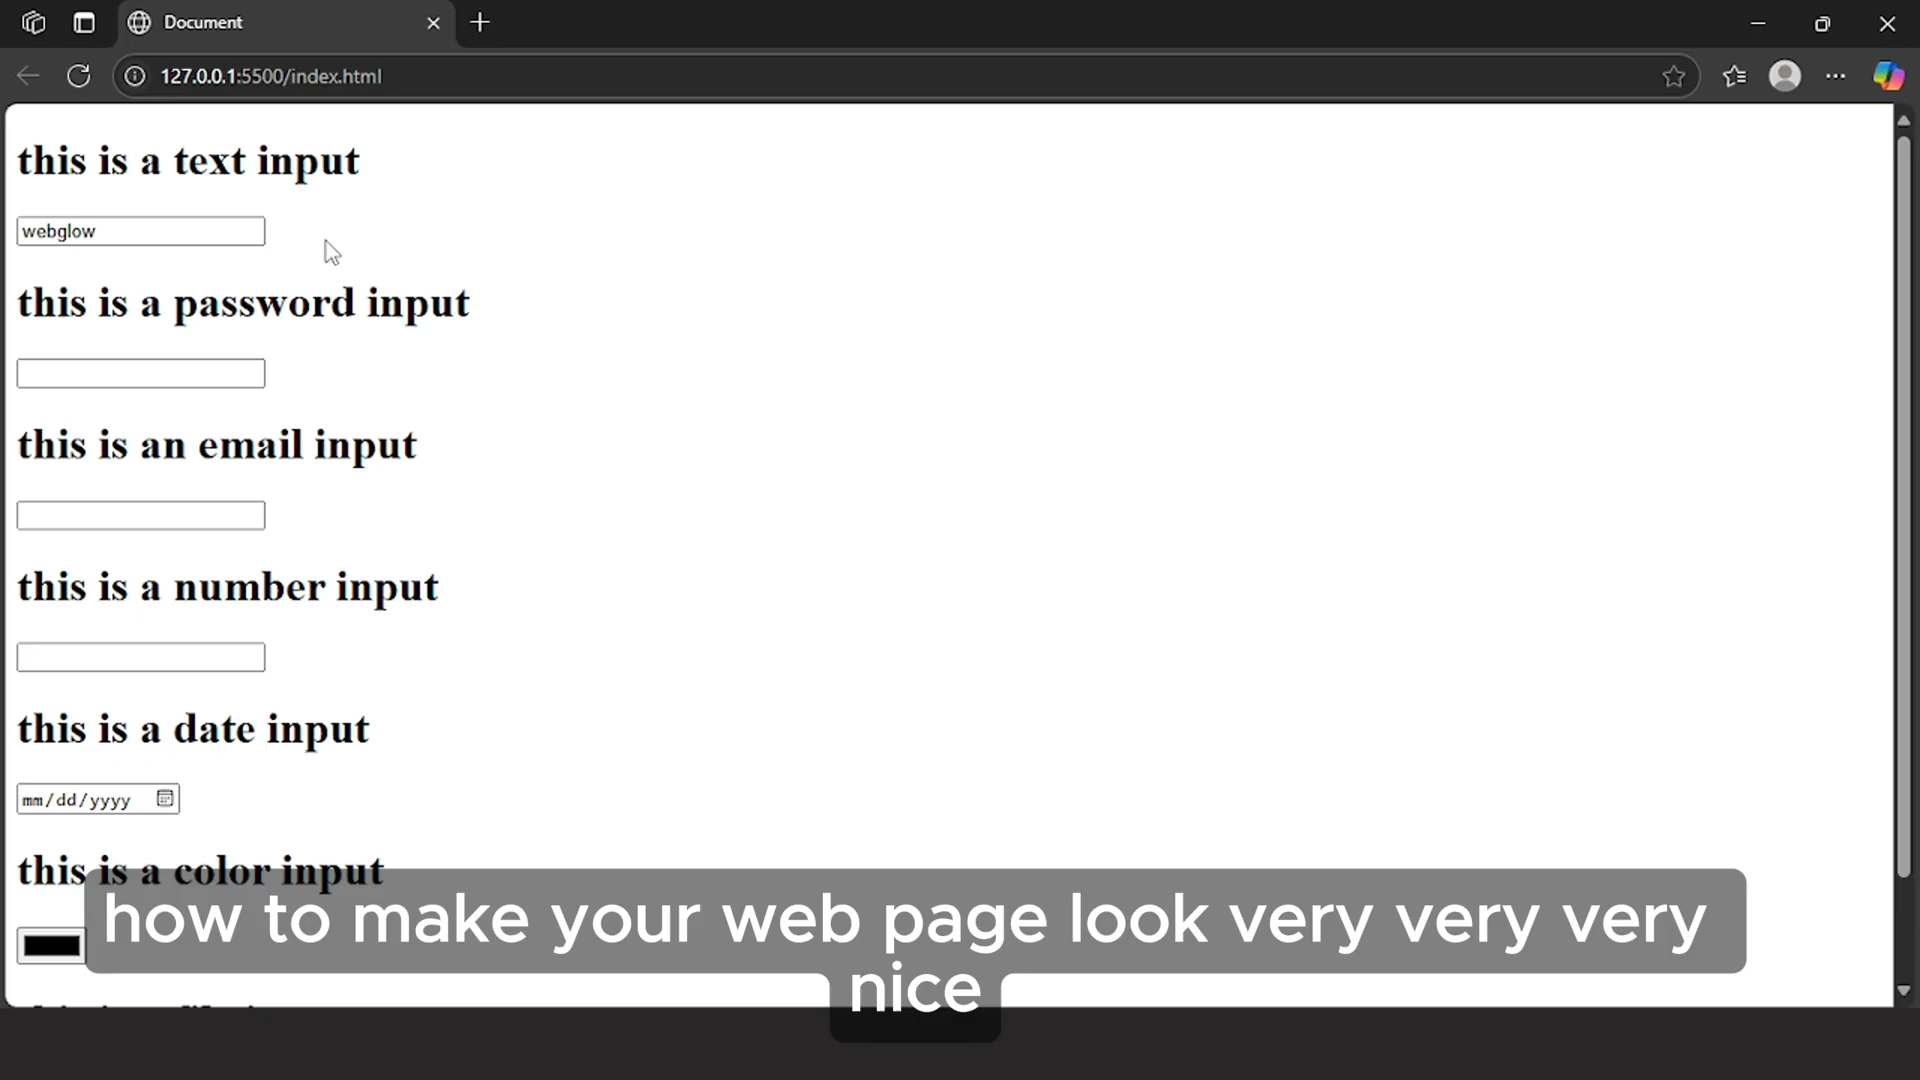 Document
127.0.0.1:5500/index.html
this is a text input
webglow
this is a password input
this is an email input
this is a number input
this is a date input
mm/dd/yyyy
this is a color input
how to make your web page look very very very
nice